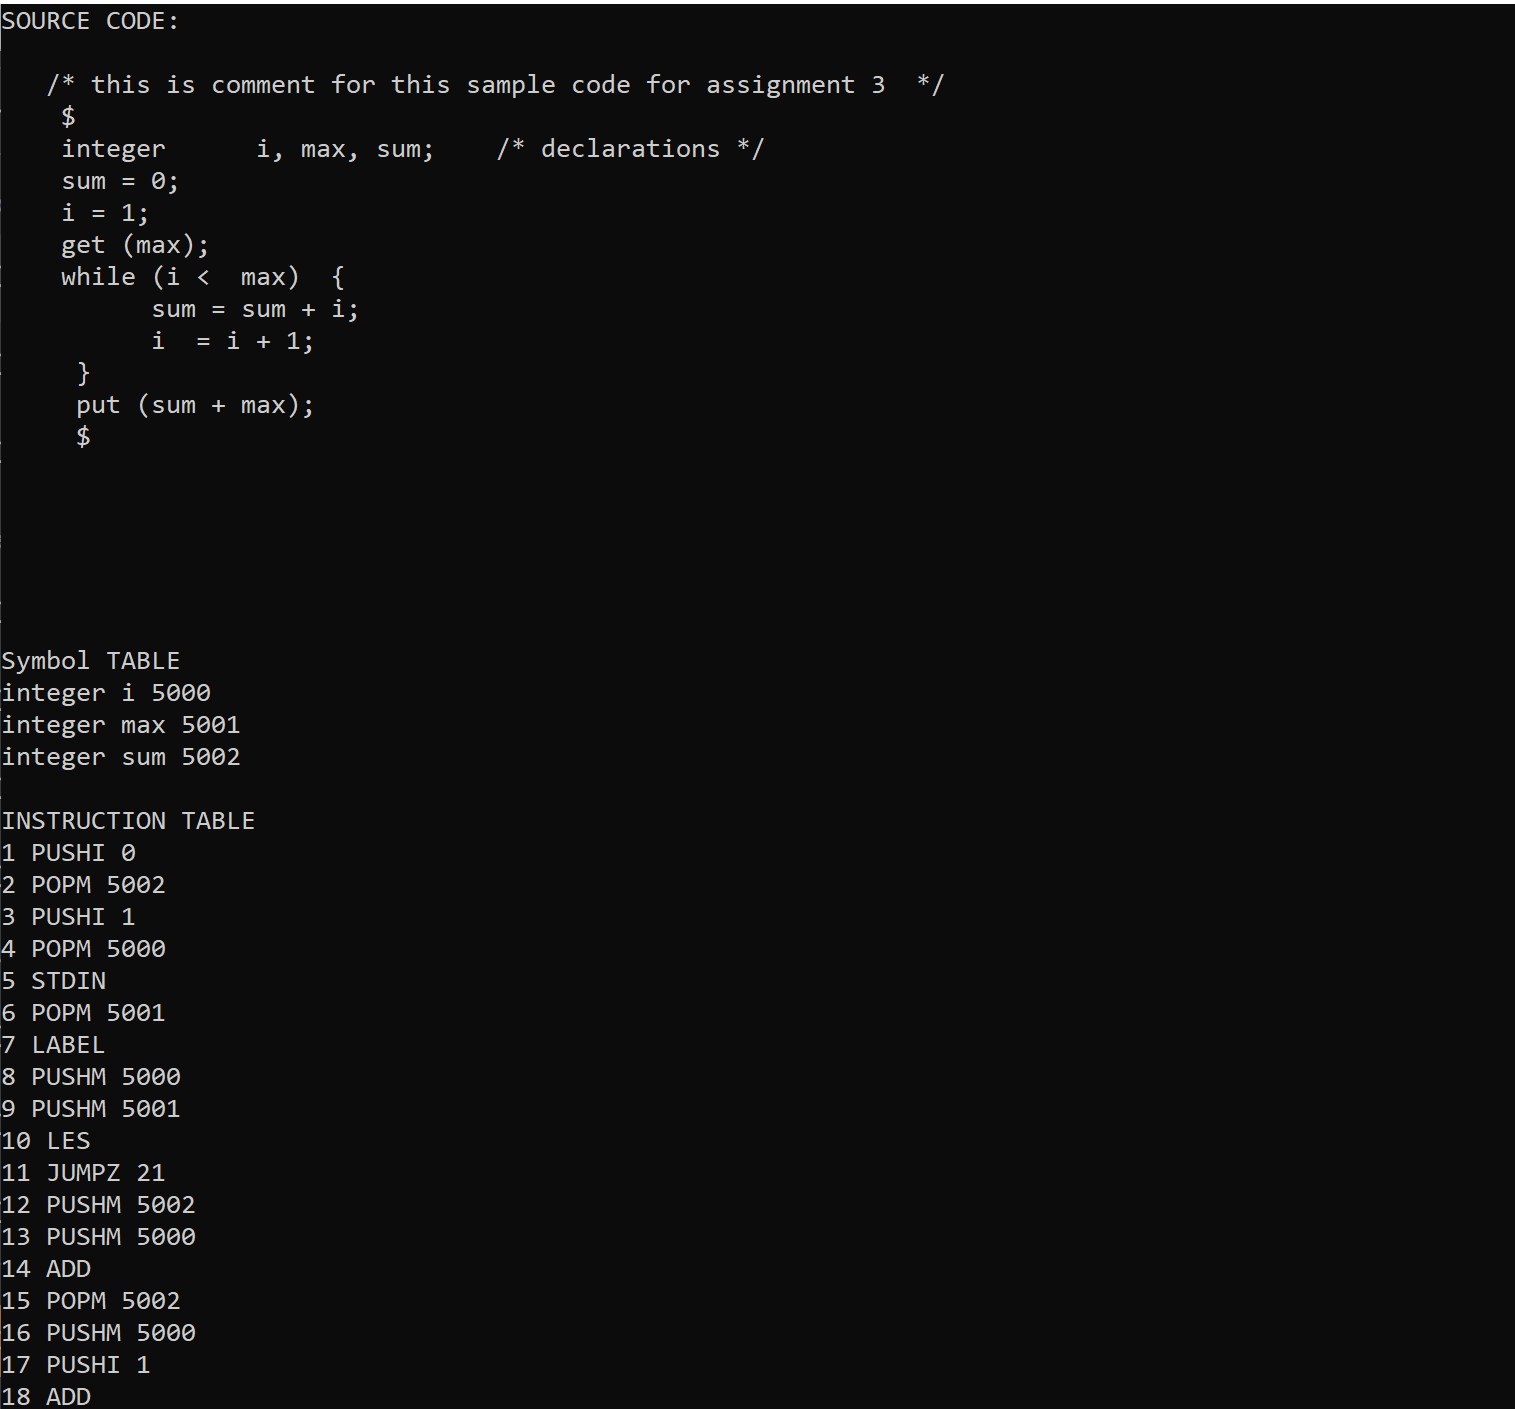 SOURCE CODE:
/* this is comment for this sample code for assignment 3  */
$
integer      i, max, sum;    /* declarations */
sum = 0;
i = 1;
get (max);
while (i <  max)  {
sum = sum + i;
i  = i + 1;
}
put (sum + max);
$
Symbol TABLE
integer i 5000
integer max 5001
integer sum 5002
INSTRUCTION TABLE
1 PUSHI 0
2 POPM 5002
3 PUSHI 1
4 POPM 5000
5 STDIN
6 POPM 5001
7 LABEL
8 PUSHM 5000
9 PUSHM 5001
10 LES
11 JUMPZ 21
12 PUSHM 5002
13 PUSHM 5000
14 ADD
15 POPM 5002
16 PUSHM 5000
17 PUSHI 1
18 ADD